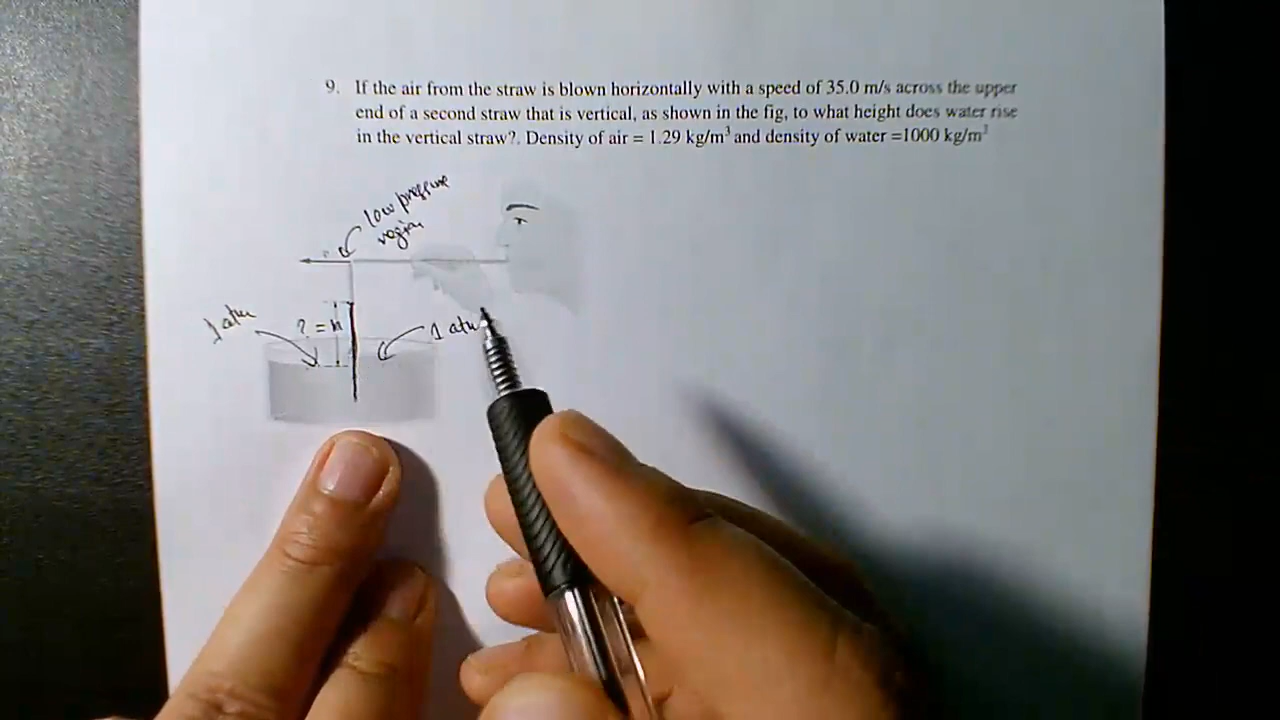 9. If the air from the straw is blown horizontally with a speed of 35.0 m/s across the upper
end of a second straw that is vertical, as shown in the fig, to what height does water rise
in the vertical straw?. Density of air = 1.29 kg/m³ and density of water =1000 kg/m³
low pressure
region
1 atm
? = h
1 atm